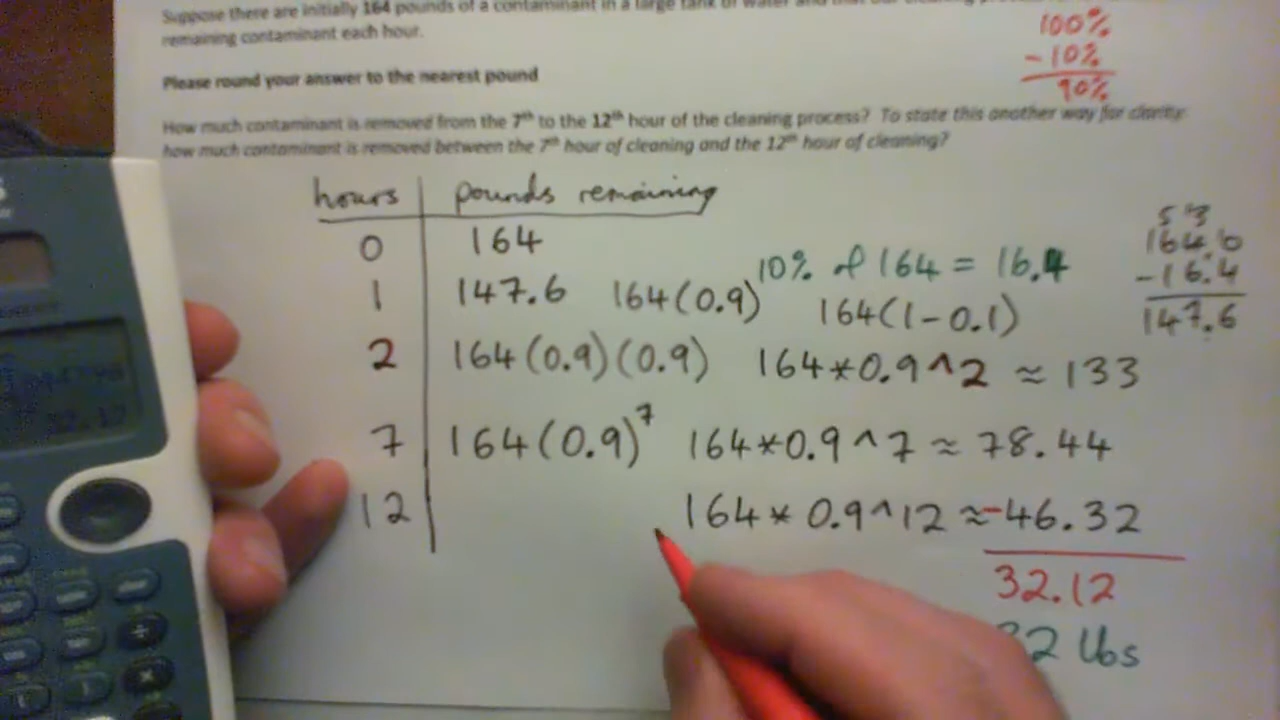 Suppose there are initially 164 pounds of a contaminant in a large tank of water and that our cleaning
remaining contaminant each hour.
100%
-10%
90%
Please round your answer to the nearest pound
How much contaminant is removed from the 7th to the 12th hour of the cleaning process? To state this another way for clarity
how much contaminant is removed between the 7th hour of cleaning and the 12th hour of cleaning?
hours pounds remaining
0 164
10% of 164 = 16.4
1 147.6 164(0.9) 164(1-0.1)
5 13
164.0
-16.4
147.6
2 164(0.9)(0.9) 164*0.9^2 ≈ 133
7 164(0.9)^7 164*0.9^7 ≈ 78.44
12 164*0.9^12 ≈-46.32
32.12
32 lbs